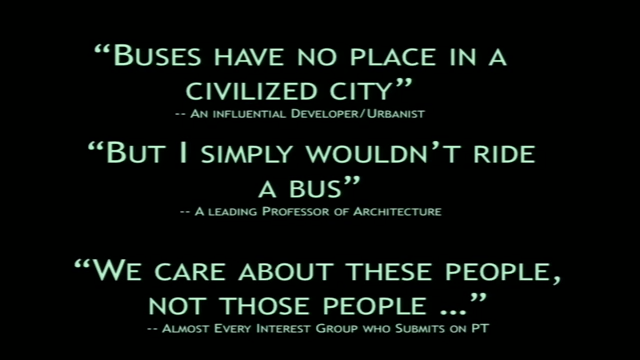 “Buses have no place in a
civilized city”
-- An influential Developer/Urbanist
“But I simply wouldn’t ride
a bus”
-- A leading Professor of Architecture
“We care about these people,
not those people ...”
-- Almost Every Interest Group who Submits on PT